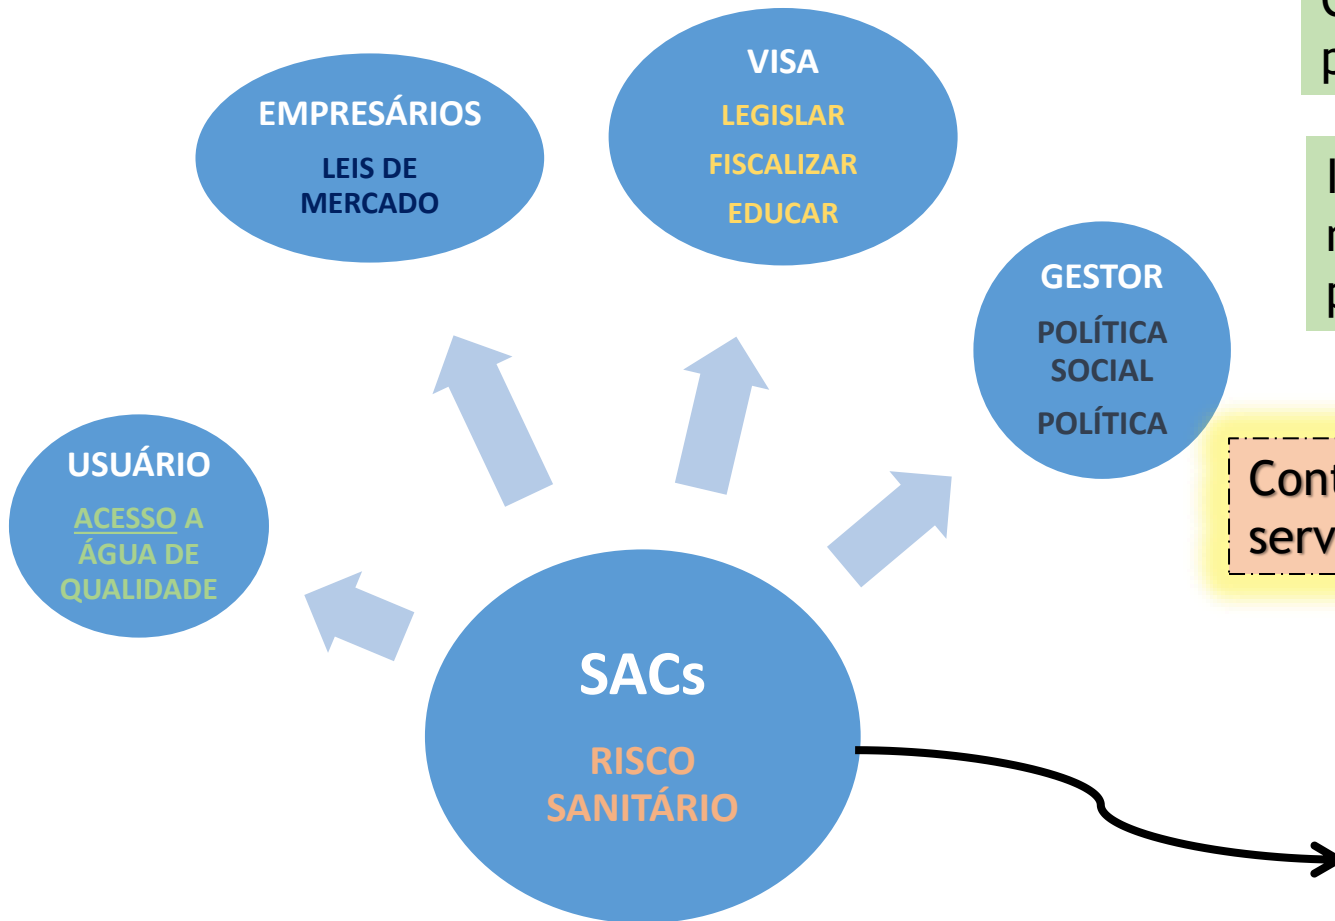 VISA
LEGISLAR
FISCALIZAR
EDUCAR
EMPRESÁRIOS
LEIS DE
MERCADO
GESTOR
POLÍTICA
SOCIAL
POLÍTICA
USUÁRIO
ACESSO A
ÁGUA DE
QUALIDADE
SACs
RISCO
SANITÁRIO